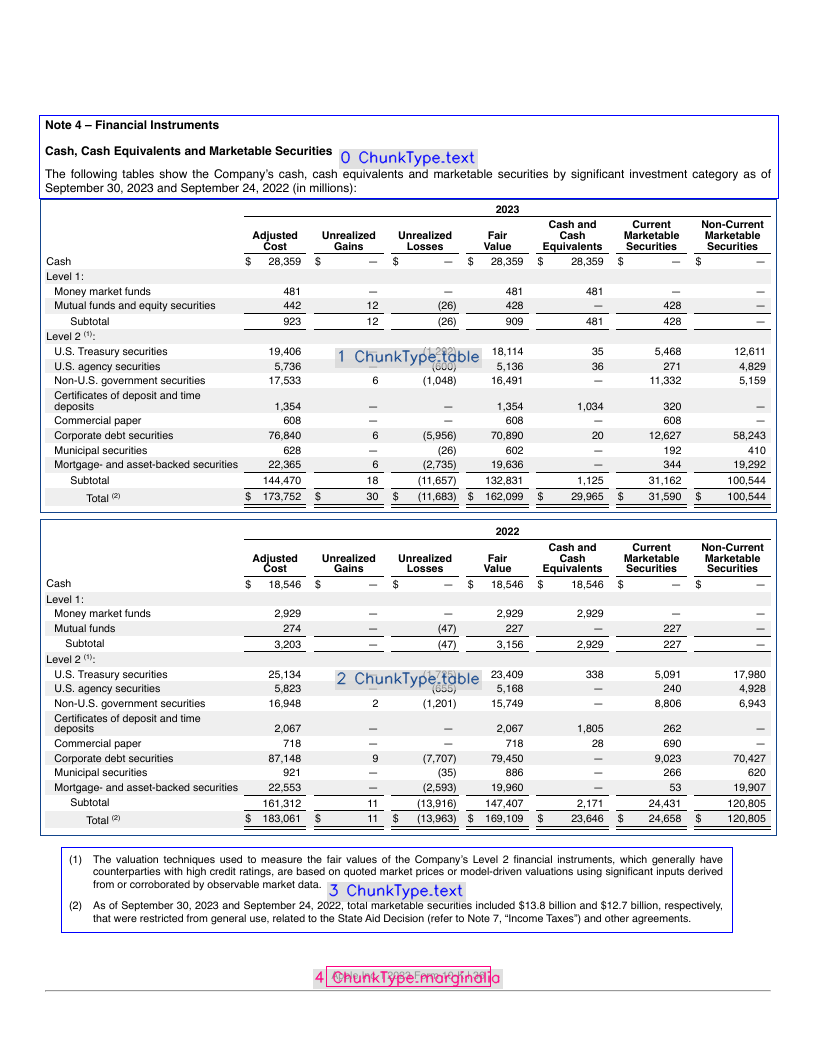 Note 4 – Financial Instruments
Cash, Cash Equivalents and Marketable Securities
0 ChunkType.text
The following tables show the Company's cash, cash equivalents and marketable securities by significant investment category as of
September 30, 2023 and September 24, 2022 (in millions):
2023
Adjusted Cost Unrealized Gains Unrealized Losses Fair Value Cash and Cash Equivalents Current Marketable Securities Non-Current Marketable Securities
Cash $ 28,359 $ — $ — $ 28,359 $ 28,359 $ — $ —
Level 1:
Money market funds 481 — — 481 481 — —
Mutual funds and equity securities 442 12 (26) 428 — 428 —
Subtotal 923 12 (26) 909 481 428 —
Level 2 (1):
U.S. Treasury securities 19,406 — (1,292) 18,114 35 5,468 12,611
1 ChunkType.table
U.S. agency securities 5,736 — (600) 5,136 36 271 4,829
Non-U.S. government securities 17,533 6 (1,048) 16,491 — 11,332 5,159
Certificates of deposit and time
deposits 1,354 — — 1,354 1,034 320 —
Commercial paper 608 — — 608 — 608 —
Corporate debt securities 76,840 6 (5,956) 70,890 20 12,627 58,243
Municipal securities 628 — (26) 602 — 192 410
Mortgage- and asset-backed securities 22,365 6 (2,735) 19,636 — 344 19,292
Subtotal 144,470 18 (11,657) 132,831 1,125 31,162 100,544
Total (2) $ 173,752 $ 30 $ (11,683) $ 162,099 $ 29,965 $ 31,590 $ 100,544
2022
Adjusted Cost Unrealized Gains Unrealized Losses Fair Value Cash and Cash Equivalents Current Marketable Securities Non-Current Marketable Securities
Cash $ 18,546 $ — $ — $ 18,546 $ 18,546 $ — $ —
Level 1:
Money market funds 2,929 — — 2,929 2,929 — —
Mutual funds 274 — (47) 227 — 227 —
Subtotal 3,203 — (47) 3,156 2,929 227 —
Level 2 (1):
U.S. Treasury securities 25,134 — (1,725) 23,409 338 5,091 17,980
2 ChunkType.table
U.S. agency securities 5,823 — (655) 5,168 — 240 4,928
Non-U.S. government securities 16,948 2 (1,201) 15,749 — 8,806 6,943
Certificates of deposit and time
deposits 2,067 — — 2,067 1,805 262 —
Commercial paper 718 — — 718 28 690 —
Corporate debt securities 87,148 9 (7,707) 79,450 — 9,023 70,427
Municipal securities 921 — (35) 886 — 266 620
Mortgage- and asset-backed securities 22,553 — (2,593) 19,960 — 53 19,907
Subtotal 161,312 11 (13,916) 147,407 2,171 24,431 120,805
Total (2) $ 183,061 $ 11 $ (13,963) $ 169,109 $ 23,646 $ 24,658 $ 120,805
(1) The valuation techniques used to measure the fair values of the Company's Level 2 financial instruments, which generally have
counterparties with high credit ratings, are based on quoted market prices or model-driven valuations using significant inputs derived
from or corroborated by observable market data.
3 ChunkType.text
(2) As of September 30, 2023 and September 24, 2022, total marketable securities included $13.8 billion and $12.7 billion, respectively,
that were restricted from general use, related to the State Aid Decision (refer to Note 7, "Income Taxes") and other agreements.
4 ChunkType.marginalia